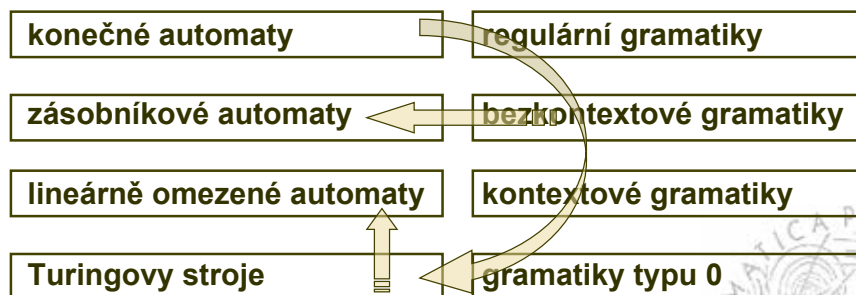 konečné automaty
regulární gramatiky
zásobníkové automaty
bezkontextové gramatiky
lineárně omezené automaty
kontextové gramatiky
Turingovy stroje
gramatiky typu 0